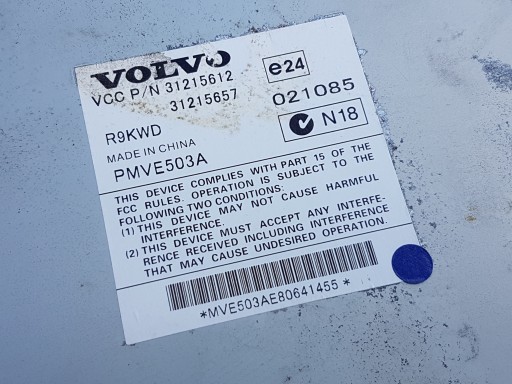 VOLVO
VCC P/N 31215612
31215657
e24
021085
N18
R9KWD
MADE IN CHINA
PMVE503A
THIS DEVICE COMPLIES WITH PART 15 OF THE
FCC RULES. OPERATION IS SUBJECT TO THE
FOLLOWING TWO CONDITIONS:
(1) THIS DEVICE MAY NOT CAUSE HARMFUL
INTERFERENCE.
(2) THIS DEVICE MUST ACCEPT ANY INTERFE-
RENCE RECEIVED INCLUDING INTERFERENCE
THAT MAY CAUSE UNDESIRED OPERATION.
*MVE503AE80641455*